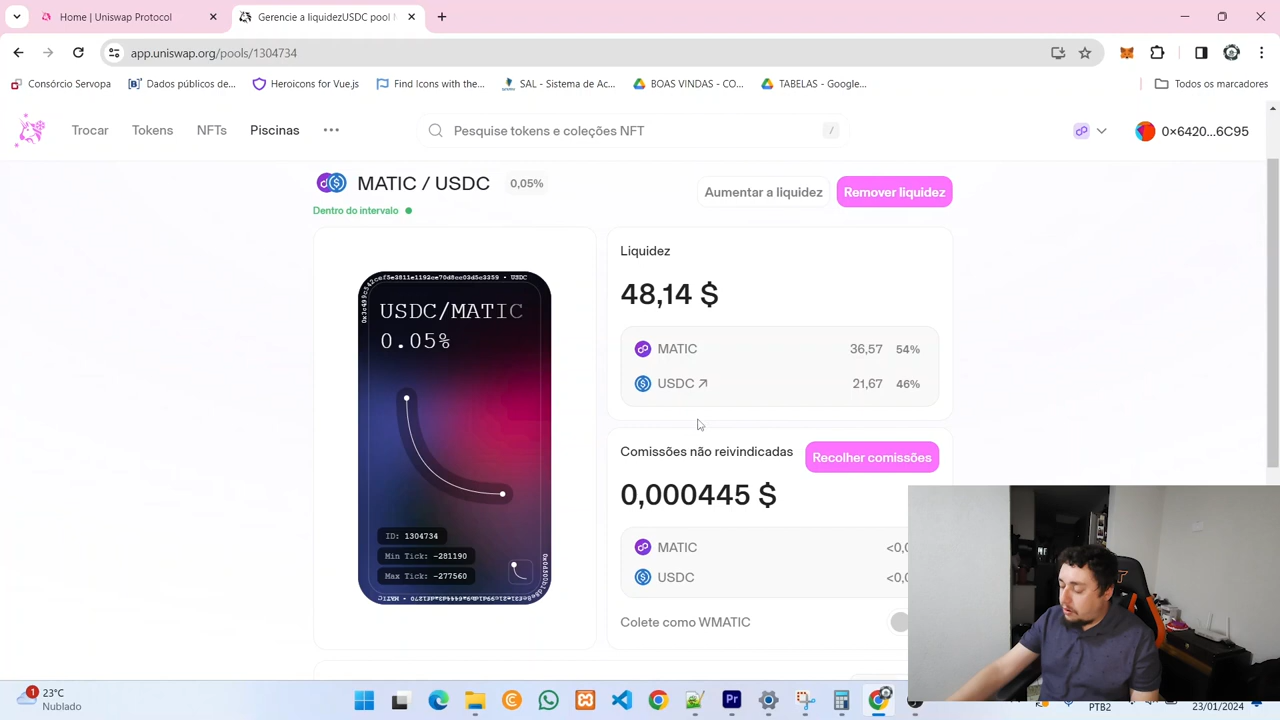 Home | Uniswap Protocol
Gerencie a liquidezUSDC pool
app.uniswap.org/pools/1304734
Consórcio Servopa
Dados públicos de...
Heroicons for Vue.js
Find Icons with the...
SAL - Sistema de Ac...
BOAS VINDAS - CO...
TABELAS - Google...
Todos os marcadores
Trocar
Tokens
NFTs
Piscinas
Pesquise tokens e coleções NFT
/
0x6420...6C95
MATIC / USDC
0,05%
Aumentar a liquidez
Remover liquidez
Dentro do intervalo
USDC/MATIC
0.05%
ID: 1304734
Min Tick: -281190
Max Tick: -277560
Liquidez
48,14 $
MATIC 36,57 54%
USDC ↗ 21,67 46%
Comissões não reivindicadas
Recolher comissões
0,000445 $
MATIC <0,0
USDC <0,0
Colete como WMATIC
1
23°C
Nublado
PTB2
23/01/2024